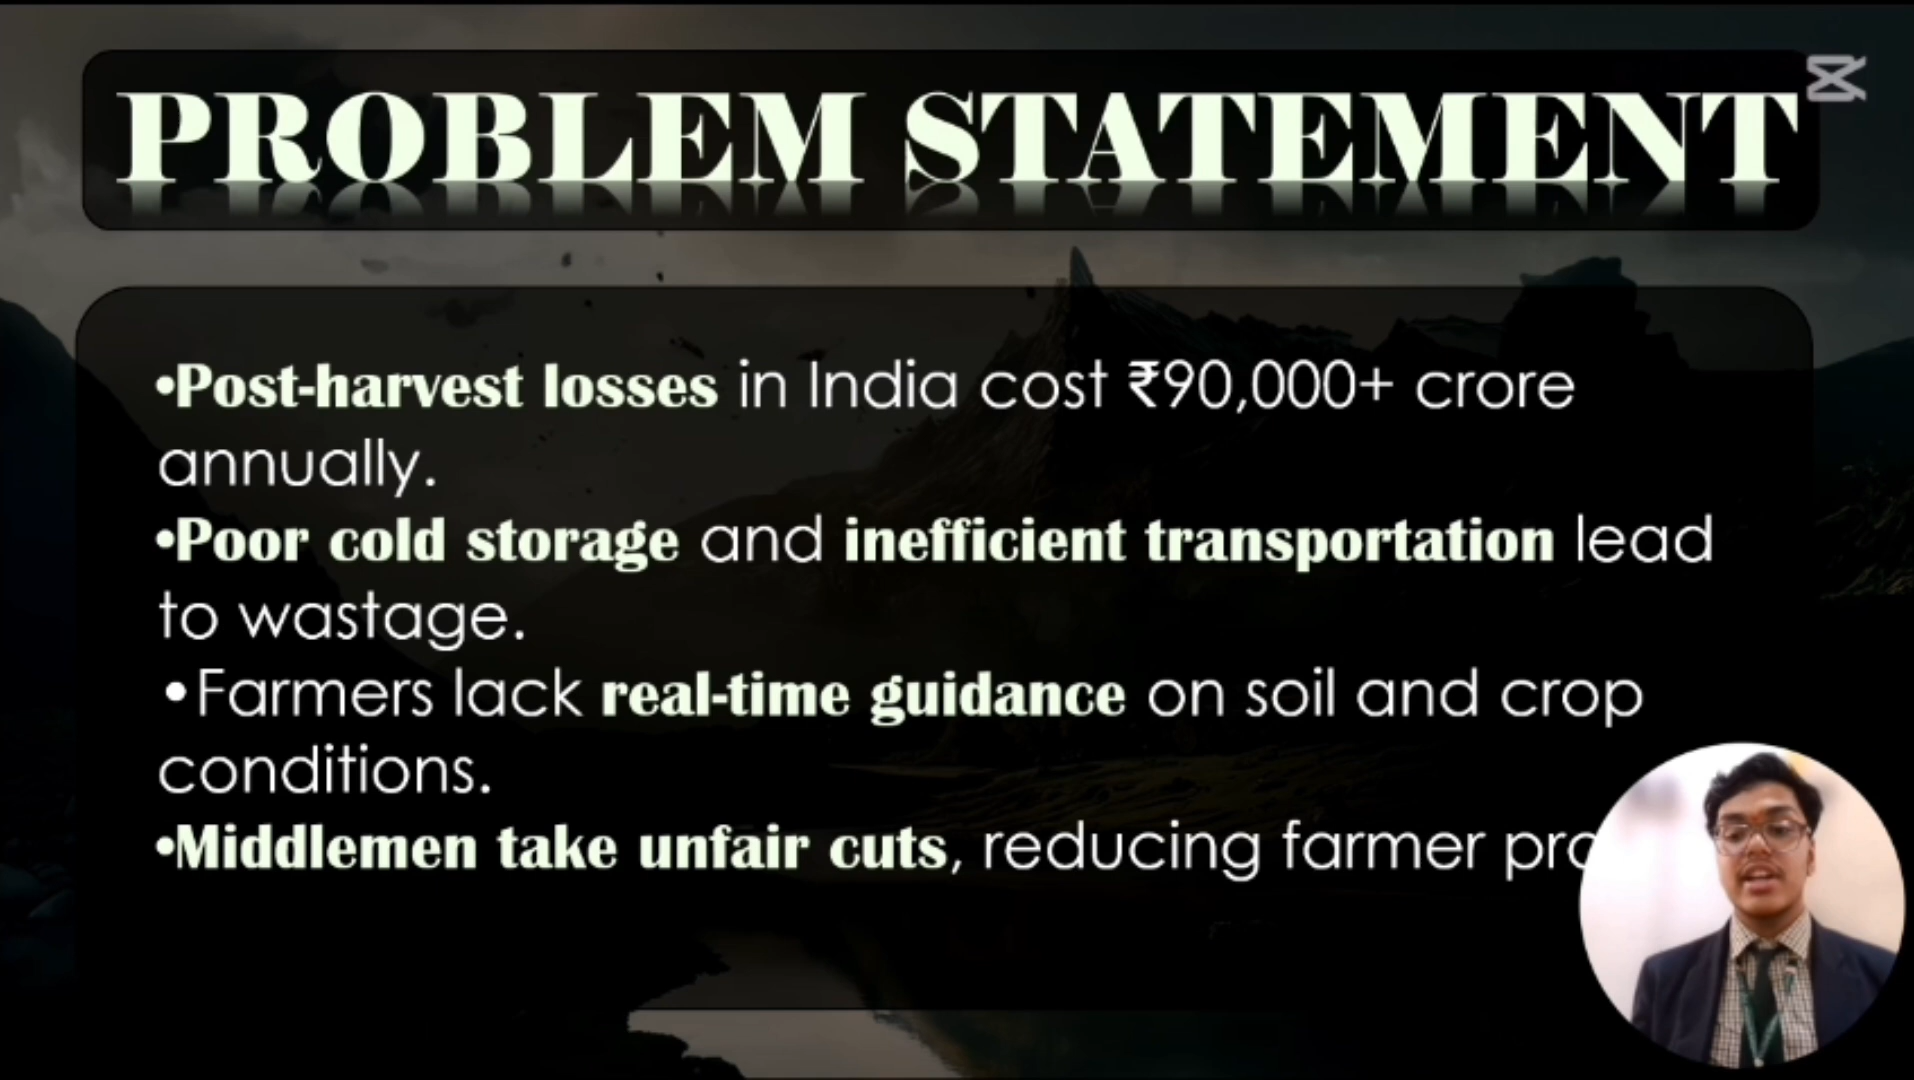 PROBLEM STATEMENT
•Post-harvest losses in India cost ₹90,000+ crore
annually.
•Poor cold storage and inefficient transportation lead
to wastage.
•Farmers lack real-time guidance on soil and crop
conditions.
•Middlemen take unfair cuts, reducing farmer